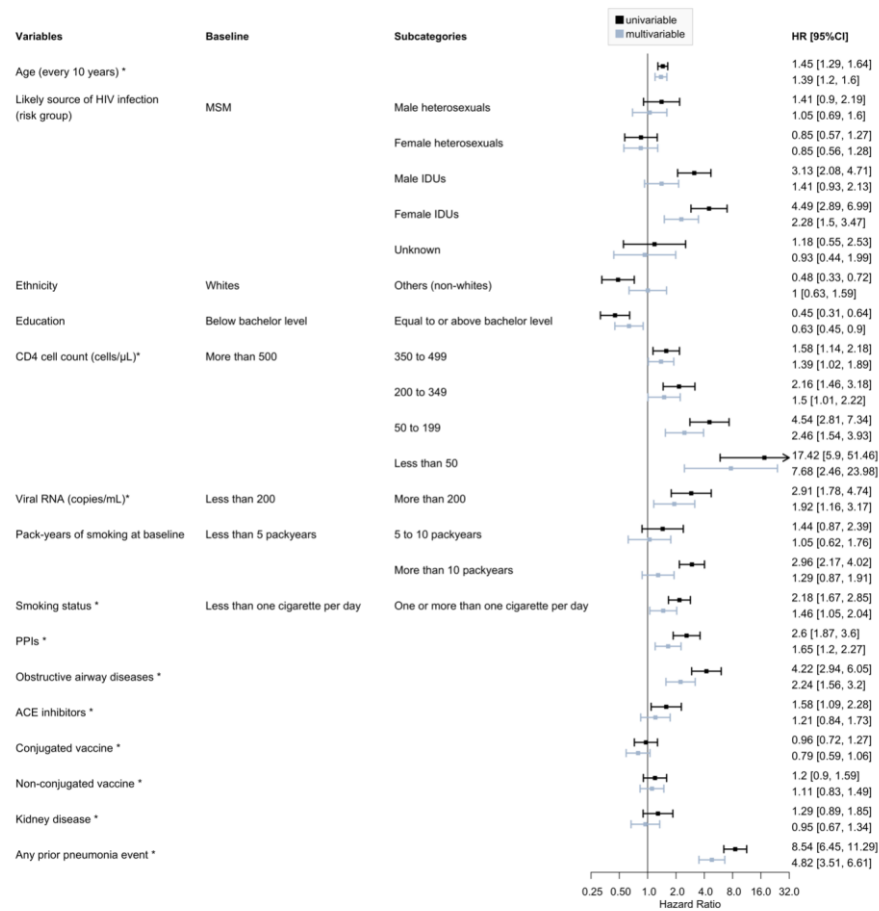 univariable
multivariable
Variables Baseline Subcategories HR [95%CI]
Age (every 10 years) * 1.45 [1.29, 1.64]
1.39 [1.2, 1.6]
Likely source of HIV infection
(risk group) MSM Male heterosexuals 1.41 [0.9, 2.19]
1.05 [0.69, 1.6]
Female heterosexuals 0.85 [0.57, 1.27]
0.85 [0.56, 1.28]
Male IDUs 3.13 [2.08, 4.71]
1.41 [0.93, 2.13]
Female IDUs 4.49 [2.89, 6.99]
2.28 [1.5, 3.47]
Unknown 1.18 [0.55, 2.53]
0.93 [0.44, 1.99]
Ethnicity Whites Others (non-whites) 0.48 [0.33, 0.72]
1 [0.63, 1.59]
Education Below bachelor level Equal to or above bachelor level 0.45 [0.31, 0.64]
0.63 [0.45, 0.9]
CD4 cell count (cells/µL)* More than 500 350 to 499 1.58 [1.14, 2.18]
1.39 [1.02, 1.89]
200 to 349 2.16 [1.46, 3.18]
1.5 [1.01, 2.22]
50 to 199 4.54 [2.81, 7.34]
2.46 [1.54, 3.93]
Less than 50 17.42 [5.9, 51.46]
7.68 [2.46, 23.98]
Viral RNA (copies/mL)* Less than 200 More than 200 2.91 [1.78, 4.74]
1.92 [1.16, 3.17]
Pack-years of smoking at baseline Less than 5 packyears 5 to 10 packyears 1.44 [0.87, 2.39]
1.05 [0.62, 1.76]
More than 10 packyears 2.96 [2.17, 4.02]
1.29 [0.87, 1.91]
Smoking status * Less than one cigarette per day One or more than one cigarette per day 2.18 [1.67, 2.85]
1.46 [1.05, 2.04]
PPIs * 2.6 [1.87, 3.6]
1.65 [1.2, 2.27]
Obstructive airway diseases * 4.22 [2.94, 6.05]
2.24 [1.56, 3.2]
ACE inhibitors * 1.58 [1.09, 2.28]
1.21 [0.84, 1.73]
Conjugated vaccine * 0.96 [0.72, 1.27]
0.79 [0.59, 1.06]
Non-conjugated vaccine * 1.2 [0.9, 1.59]
1.11 [0.83, 1.49]
Kidney disease * 1.29 [0.89, 1.85]
0.95 [0.67, 1.34]
Any prior pneumonia event * 8.54 [6.45, 11.29]
4.82 [3.51, 6.61]
0.25 0.50 1.0 2.0 4.0 8.0 16.0 32.0
Hazard Ratio